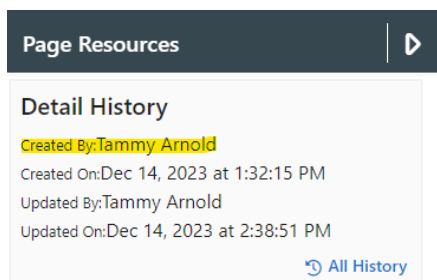 Page Resources
Detail History
Created By:Tammy Arnold
Created On:Dec 14, 2023 at 1:32:15 PM
Updated By:Tammy Arnold
Updated On:Dec 14, 2023 at 2:38:51 PM
All History